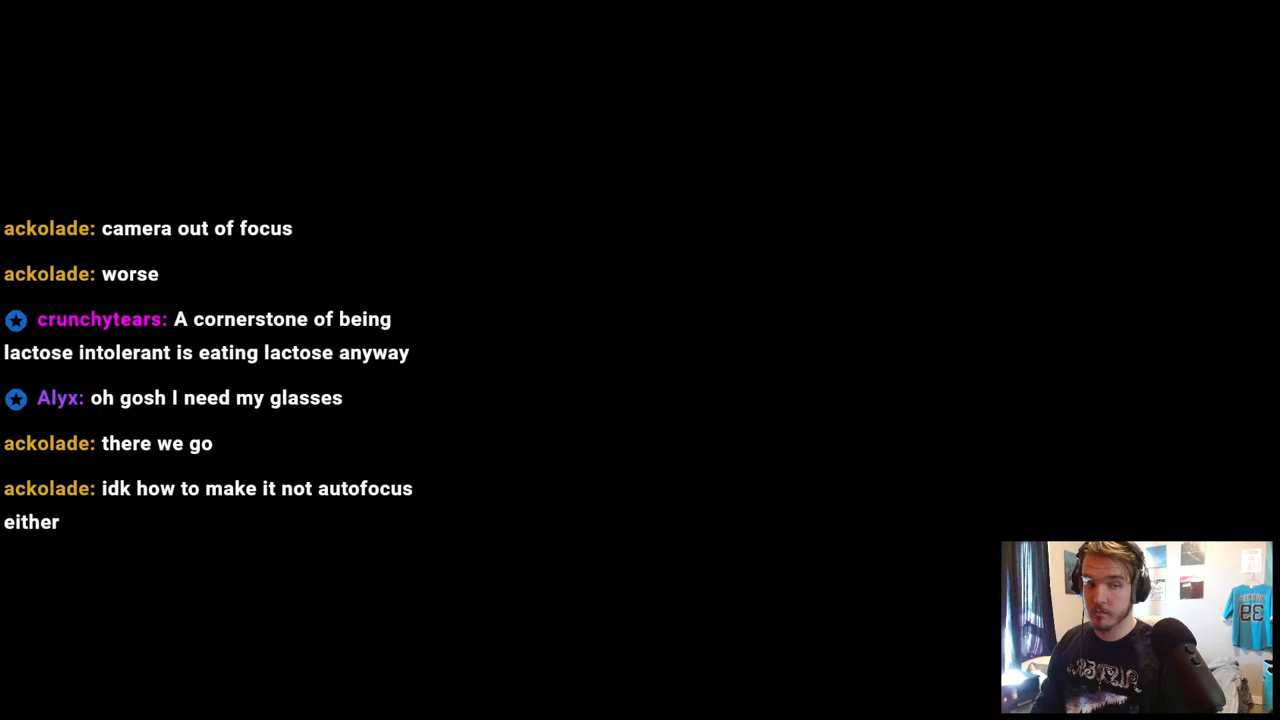 ackolade: camera out of focus
ackolade: worse
crunchytears: A cornerstone of being
lactose intolerant is eating lactose anyway
Alyx: oh gosh I need my glasses
ackolade: there we go
ackolade: idk how to make it not autofocus
either